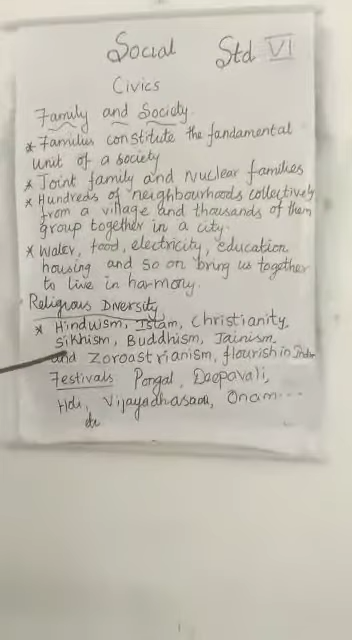 Social Std VI
Civics
Family and Society
* Familus constitute the fandamental
unit of a society
* Joint family and nuclear families
* Hundreds of neighbourhoods collectively
from a village and thousands of them
group together in a city.
* Water, food, electricity, education
housing and so on bring us together
to live in harmony.
Religious Diversity
* Hinduism, Islam, Christianity,
Sikhism, Buddhism, Jainism
and Zoroastrianism, flourish in India
Festivals Pongal, Deepavali,
Holi, Vijayadhasami, Onam...